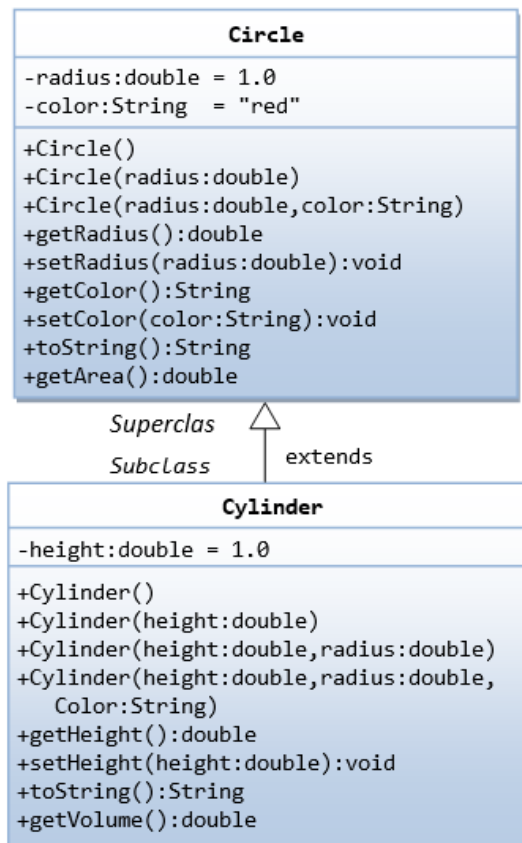 Circle
-radius:double = 1.0
-color:String  = "red"
+Circle()
+Circle(radius:double)
+Circle(radius:double,color:String)
+getRadius():double
+setRadius(radius:double):void
+getColor():String
+setColor(color:String):void
+toString():String
+getArea():double
Superclas
Subclass
extends
Cylinder
-height:double = 1.0
+Cylinder()
+Cylinder(height:double)
+Cylinder(height:double,radius:double)
+Cylinder(height:double,radius:double,
Color:String)
+getHeight():double
+setHeight(height:double):void
+toString():String
+getVolume():double